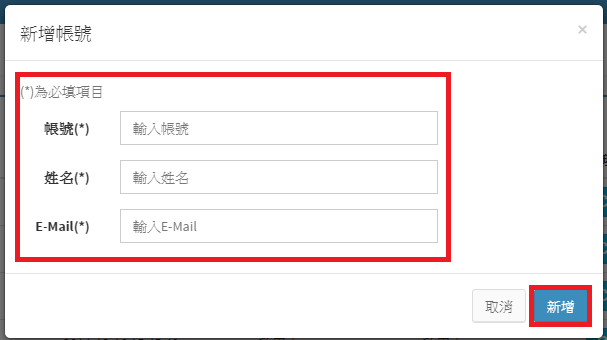 新增帳號
×
(*)為必填項目
帳號(*) 輸入帳號
姓名(*) 輸入姓名
E-Mail(*) 輸入E-Mail
取消 新增